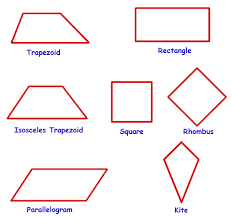 Trapezoid
Rectangle
Isosceles Trapezoid
Square
Rhombus
Parallelogram
Kite